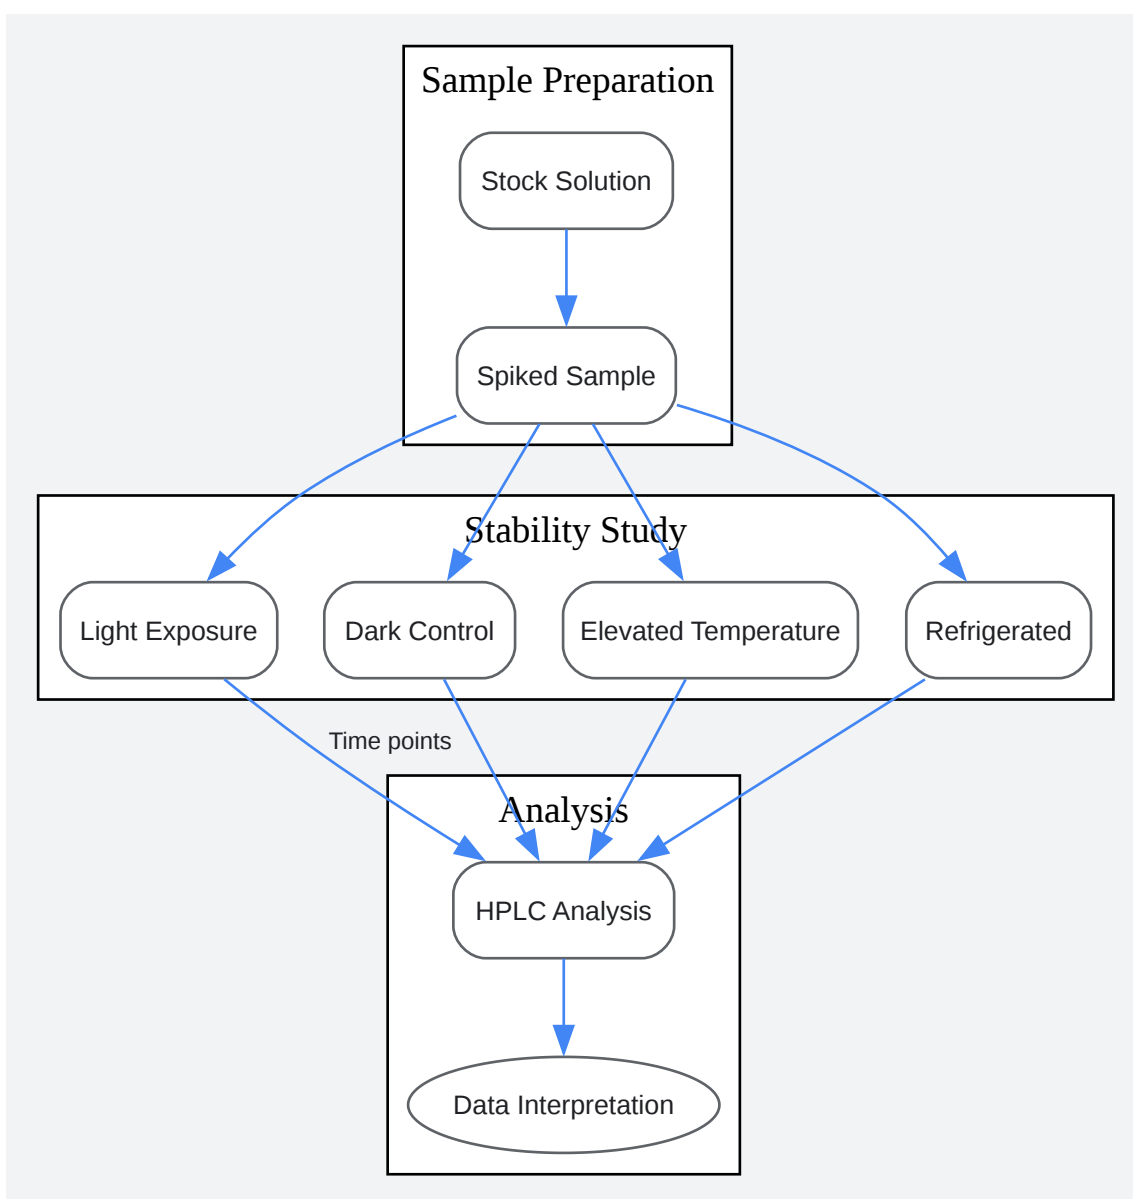 Sample Preparation
Stock Solution
Spiked Sample
Stability Study
Light Exposure
Dark Control
Elevated Temperature
Refrigerated
Time points
Analysis
HPLC Analysis
Data Interpretation